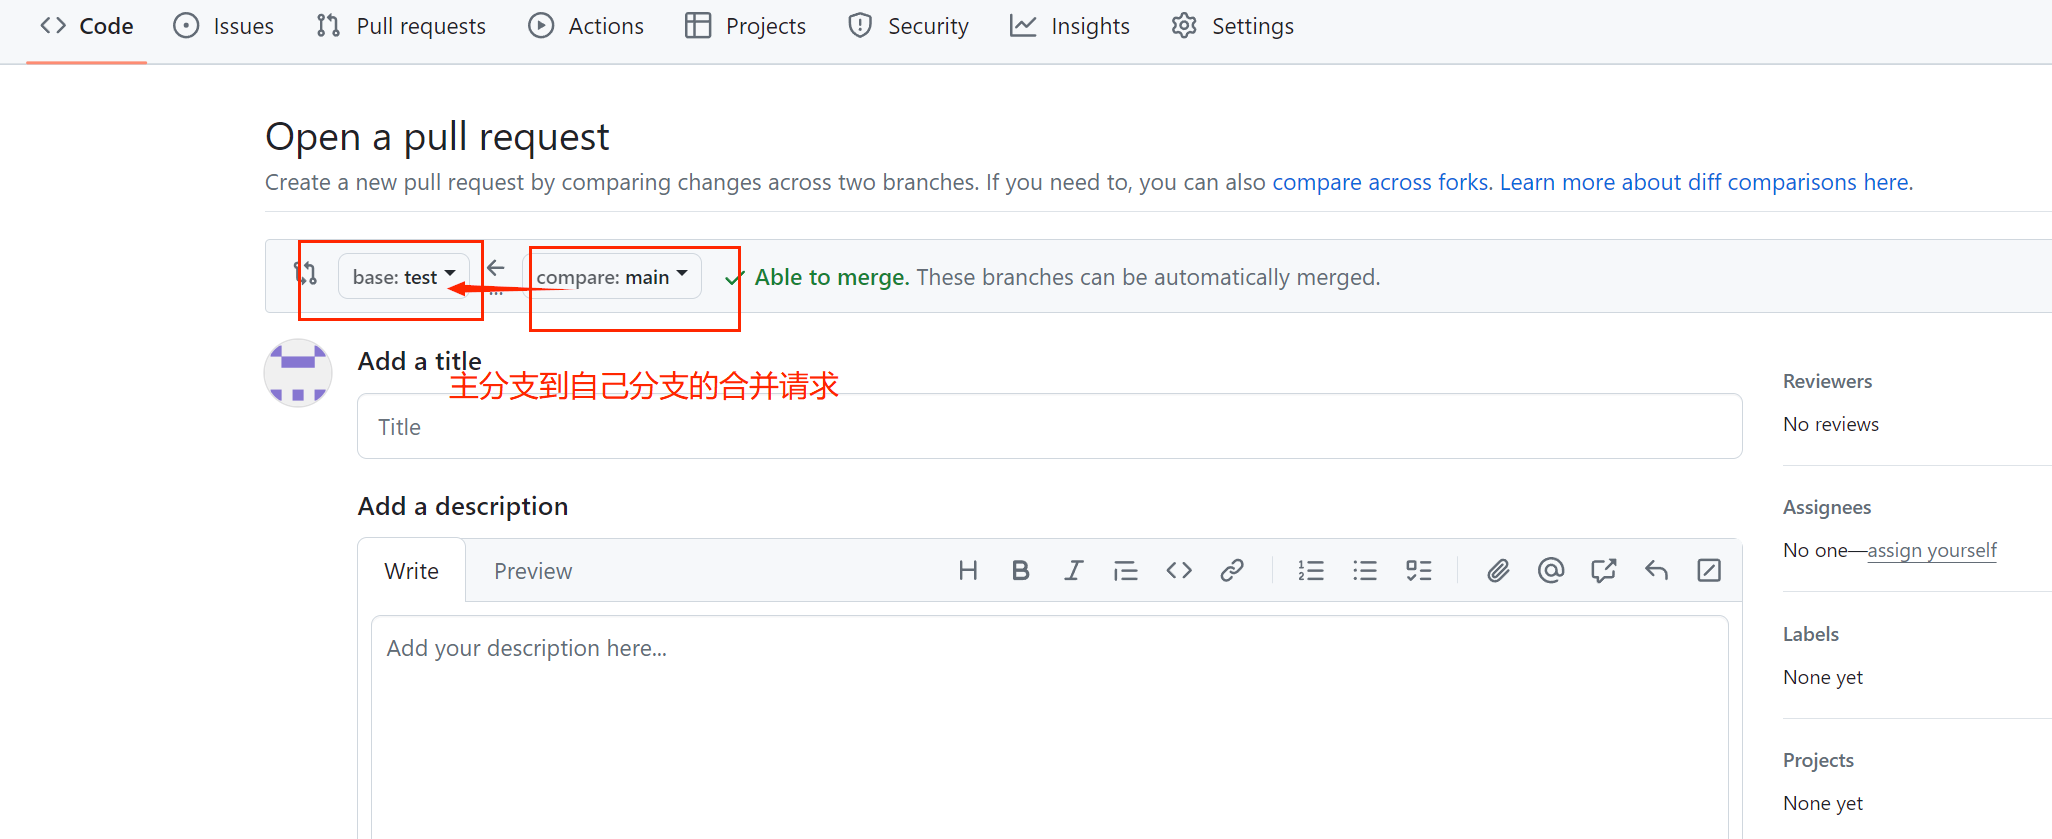 Code Issues Pull requests Actions Projects Security Insights Settings
Open a pull request
Create a new pull request by comparing changes across two branches. If you need to, you can also compare across forks. Learn more about diff comparisons here.
base: test compare: main Able to merge. These branches can be automatically merged.
Add a title
主分支到自己分支的合并请求
Title
Add a description
Write Preview
Add your description here...
Reviewers
No reviews
Assignees
No one—assign yourself
Labels
None yet
Projects
None yet